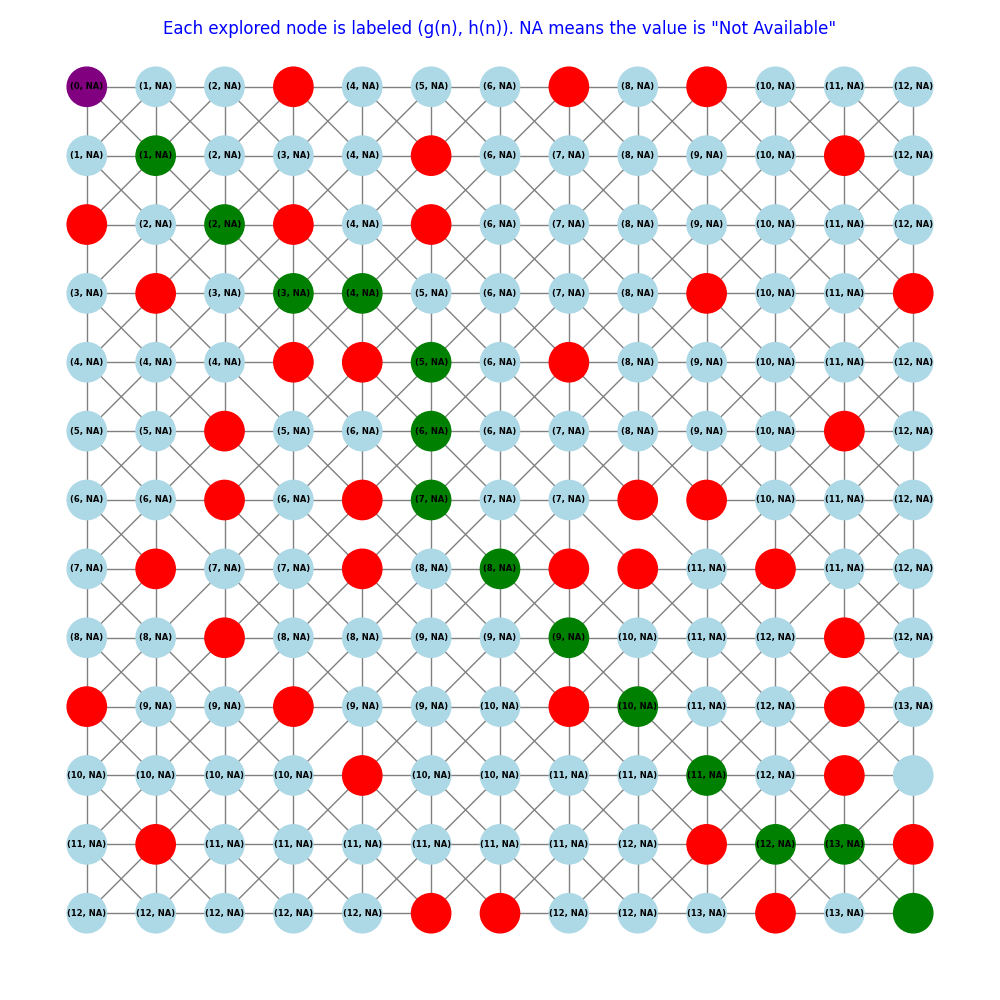 Each explored node is labeled (g(n), h(n)). NA means the value is "Not Available"
(0, NA) (1, NA) (2, NA) (4, NA) (5, NA) (6, NA) (8, NA) (10, NA) (11, NA) (12, NA)
(1, NA) (1, NA) (2, NA) (3, NA) (4, NA) (6, NA) (7, NA) (8, NA) (9, NA) (10, NA) (12, NA)
(2, NA) (2, NA) (4, NA) (6, NA) (7, NA) (8, NA) (9, NA) (10, NA) (11, NA) (12, NA)
(3, NA) (3, NA) (3, NA) (4, NA) (5, NA) (6, NA) (7, NA) (8, NA) (10, NA) (11, NA)
(4, NA) (4, NA) (4, NA) (5, NA) (6, NA) (8, NA) (9, NA) (10, NA) (11, NA) (12, NA)
(5, NA) (5, NA) (5, NA) (6, NA) (6, NA) (6, NA) (7, NA) (8, NA) (9, NA) (10, NA) (12, NA)
(6, NA) (6, NA) (6, NA) (7, NA) (7, NA) (7, NA) (10, NA) (11, NA) (12, NA)
(7, NA) (7, NA) (7, NA) (8, NA) (8, NA) (11, NA) (11, NA) (12, NA)
(8, NA) (8, NA) (8, NA) (8, NA) (9, NA) (9, NA) (9, NA) (10, NA) (11, NA) (12, NA) (12, NA)
(9, NA) (9, NA) (9, NA) (9, NA) (10, NA) (10, NA) (11, NA) (12, NA) (13, NA)
(10, NA) (10, NA) (10, NA) (10, NA) (10, NA) (10, NA) (11, NA) (11, NA) (11, NA) (12, NA)
(11, NA) (11, NA) (11, NA) (11, NA) (11, NA) (11, NA) (11, NA) (12, NA) (12, NA) (13, NA)
(12, NA) (12, NA) (12, NA) (12, NA) (12, NA) (12, NA) (12, NA) (13, NA) (13, NA)